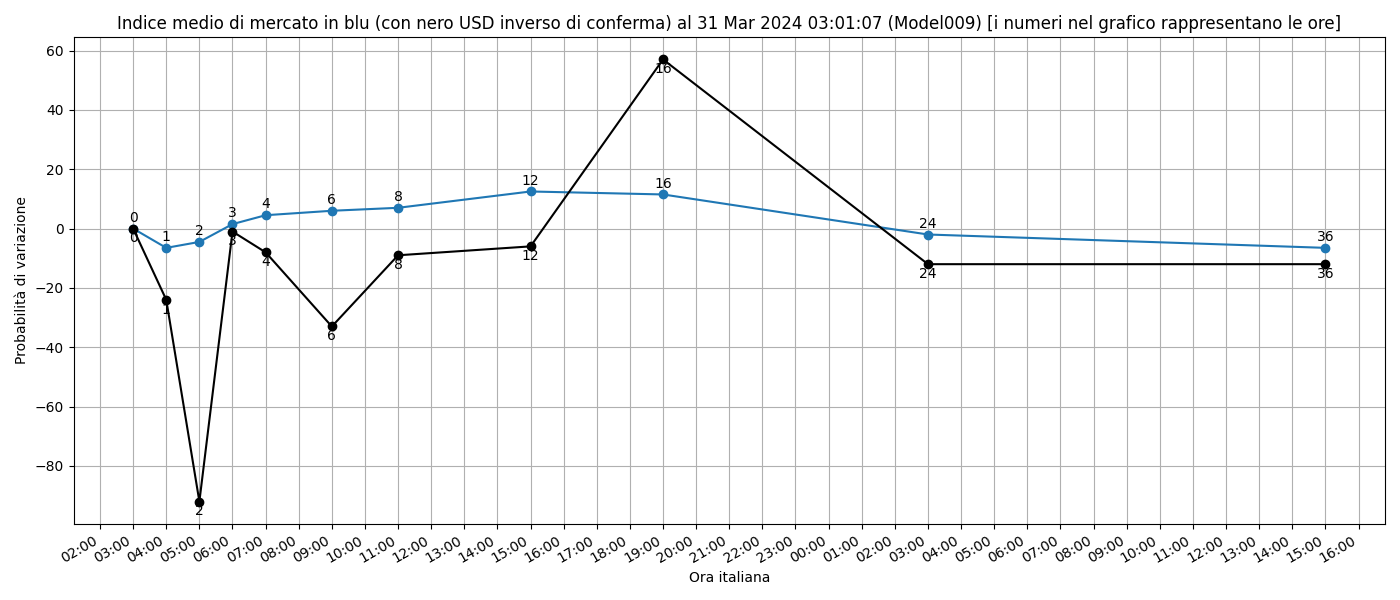 Indice medio di mercato in blu (con nero USD inverso di conferma) al 31 Mar 2024 03:01:07 (Model009) [i numeri nel grafico rappresentano le ore]
Probabilità di variazione
60
40
20
0
−20
−40
−60
−80
0 1 2 3 4 6 8 12 16 24 36
0 1 2 3 4 6 8 12 16 24 36
02:00 03:00 04:00 05:00 06:00 07:00 08:00 09:00 10:00 11:00 12:00 13:00 14:00 15:00 16:00 17:00 18:00 19:00 20:00 21:00 22:00 23:00 00:00 01:00 02:00 03:00 04:00 05:00 06:00 07:00 08:00 09:00 10:00 11:00 12:00 13:00 14:00 15:00 16:00
Ora italiana